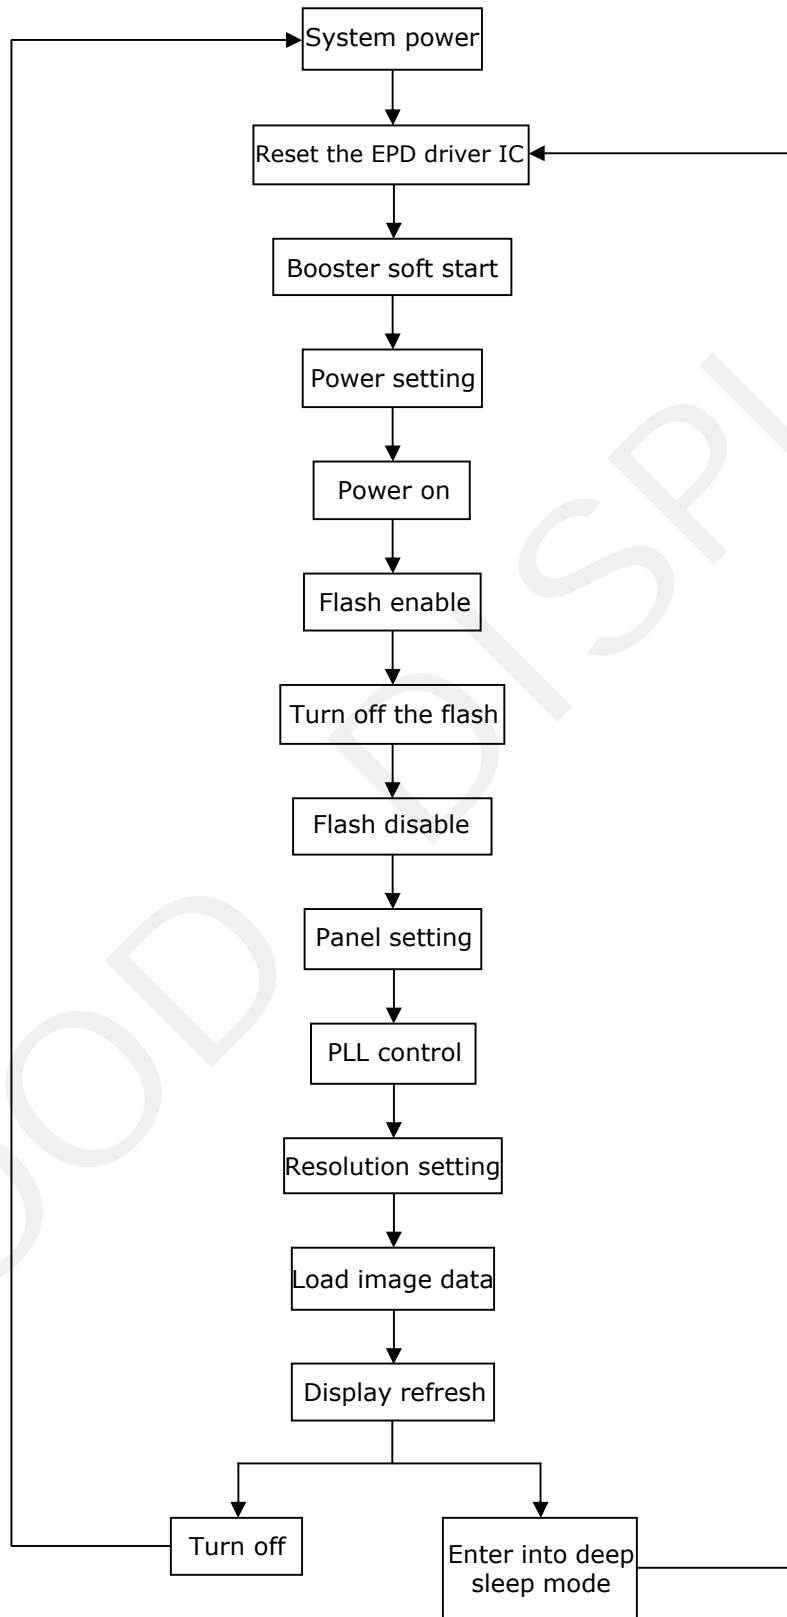 System power
Reset the EPD driver IC
Booster soft start
Power setting
Power on
Flash enable
Turn off the flash
Flash disable
Panel setting
PLL control
Resolution setting
Load image data
Display refresh
Turn off
Enter into deep
sleep mode
OOD DISPL